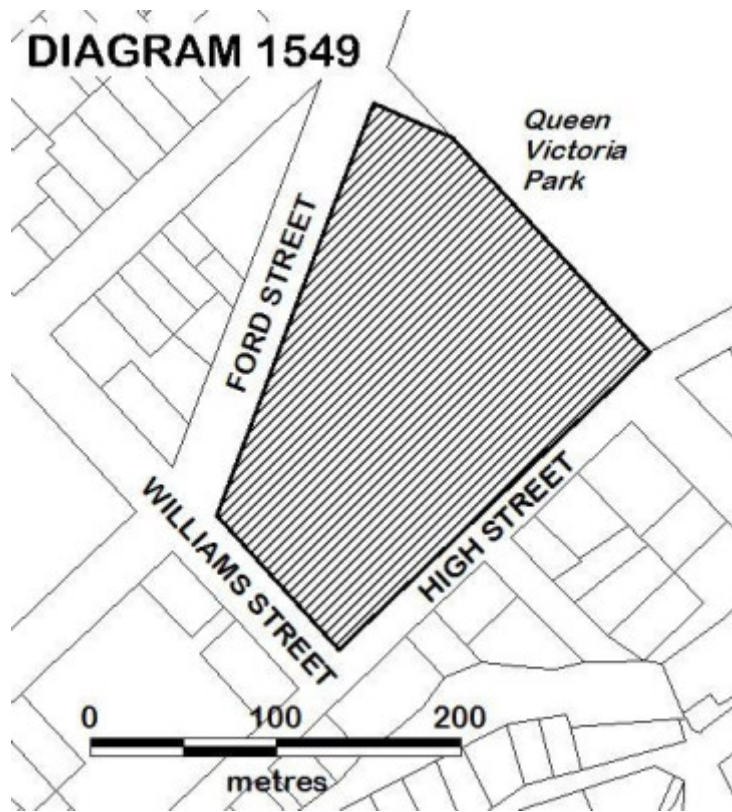 DIAGRAM 1549
Queen
Victoria
Park
FORD STREET
WILLIAMS STREET
HIGH STREET
0 100 200
metres